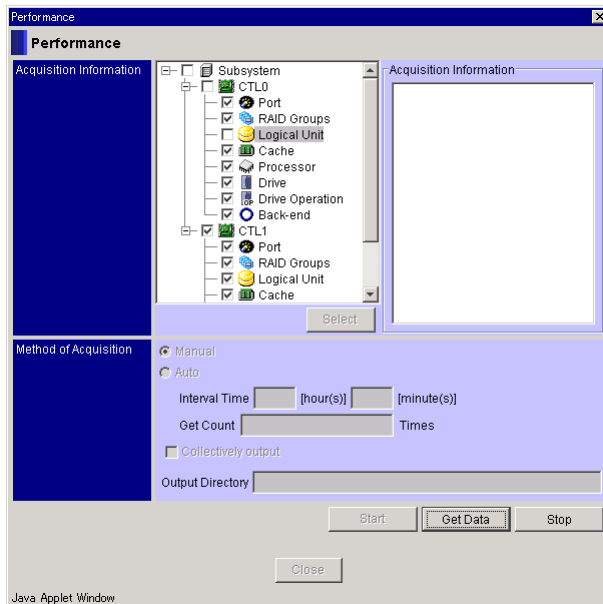 Performance
Performance
Acquisition Information
Subsystem
CTL0
Port
RAID Groups
Logical Unit
Cache
Processor
Drive
Drive Operation
Back-end
CTL1
Port
RAID Groups
Logical Unit
Cache
Select
Acquisition Information
Method of Acquisition
Manual
Auto
Interval Time [hour(s)] [minute(s)]
Get Count Times
Collectively output
Output Directory
Start Get Data Stop
Close
Java Applet Window